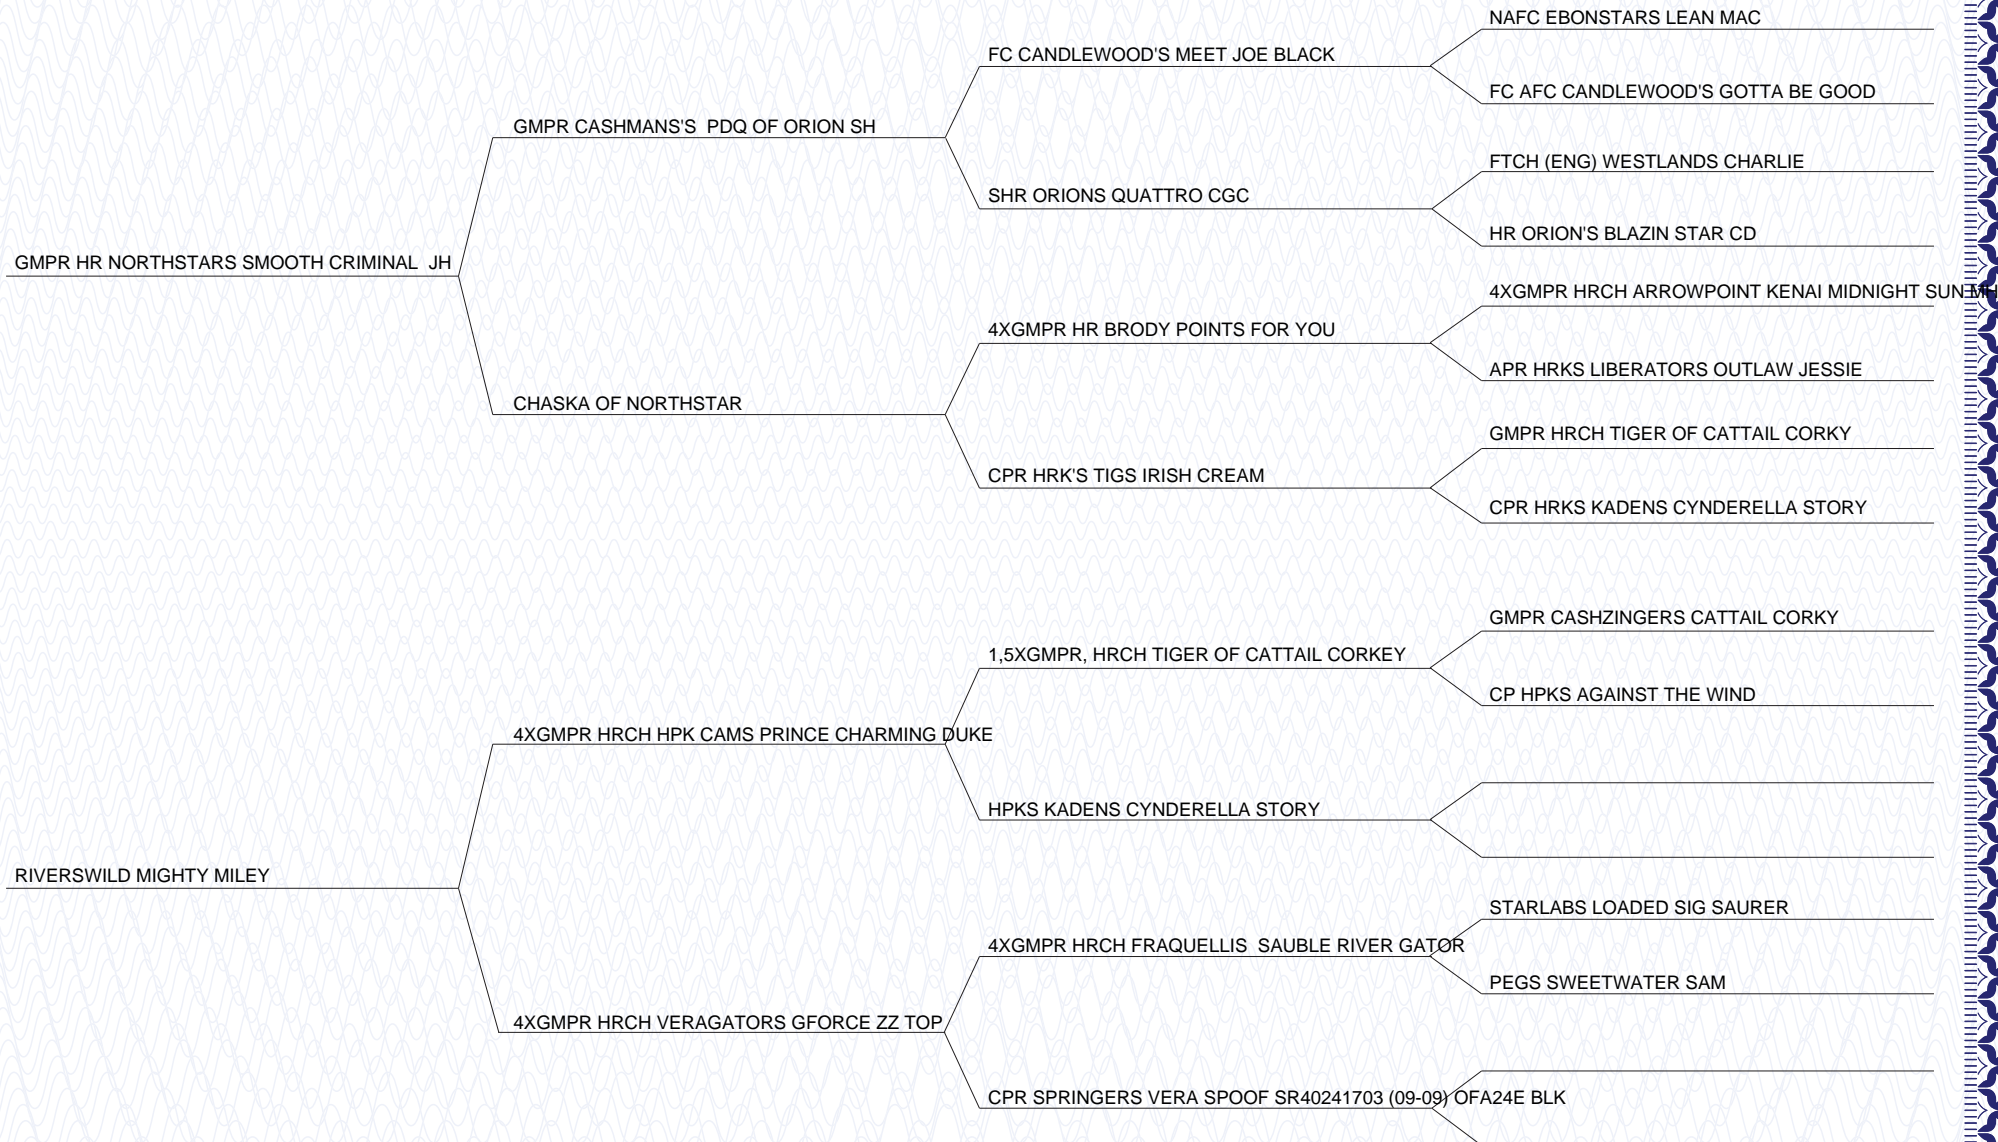 NAFC EBONSTARS LEAN MAC
FC CANDLEWOOD'S MEET JOE BLACK
FC AFC CANDLEWOOD'S GOTTA BE GOOD
GMPR CASHMANS'S  PDQ OF ORION SH
FTCH (ENG) WESTLANDS CHARLIE
SHR ORIONS QUATTRO CGC
HR ORION'S BLAZIN STAR CD
GMPR HR NORTHSTARS SMOOTH CRIMINAL  JH
4XGMPR HRCH ARROWPOINT KENAI MIDNIGHT SUN MH
4XGMPR HR BRODY POINTS FOR YOU
APR HRKS LIBERATORS OUTLAW JESSIE
CHASKA OF NORTHSTAR
GMPR HRCH TIGER OF CATTAIL CORKY
CPR HRK'S TIGS IRISH CREAM
CPR HRKS KADENS CYNDERELLA STORY
GMPR CASHZINGERS CATTAIL CORKY
1,5XGMPR, HRCH TIGER OF CATTAIL CORKEY
CP HPKS AGAINST THE WIND
4XGMPR HRCH HPK CAMS PRINCE CHARMING DUKE
HPKS KADENS CYNDERELLA STORY
RIVERSWILD MIGHTY MILEY
STARLABS LOADED SIG SAURER
4XGMPR HRCH FRAQUELLIS  SAUBLE RIVER GATOR
PEGS SWEETWATER SAM
4XGMPR HRCH VERAGATORS GFORCE ZZ TOP
CPR SPRINGERS VERA SPOOF SR40241703 (09-09) OFA24E BLK